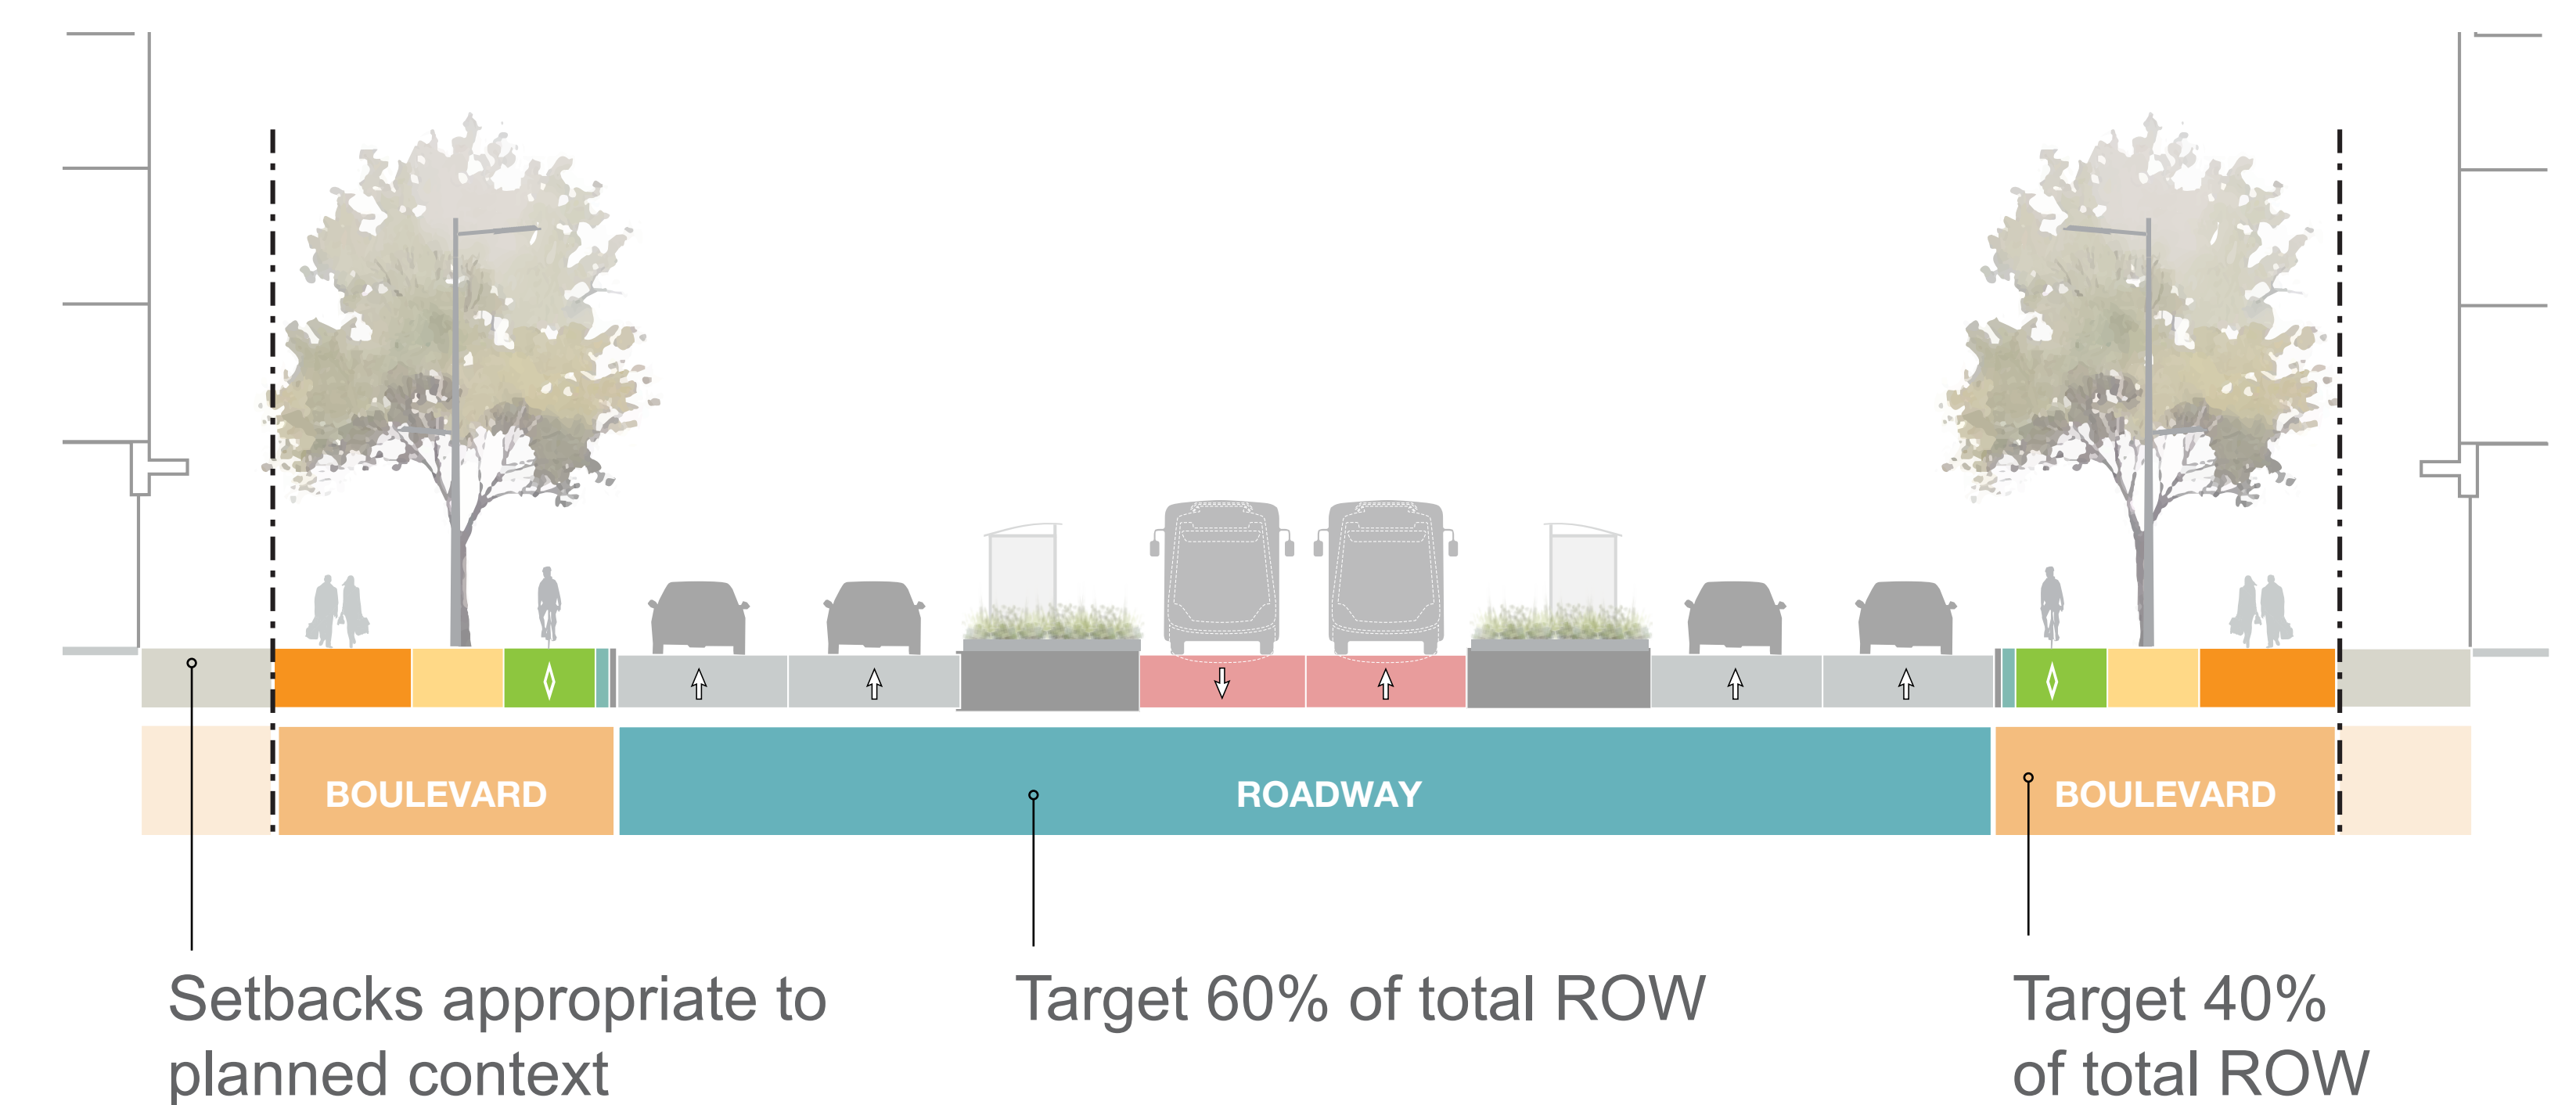 BOULEVARD
ROADWAY
BOULEVARD
Setbacks appropriate to
planned context
Target 60% of total ROW
Target 40%
of total ROW